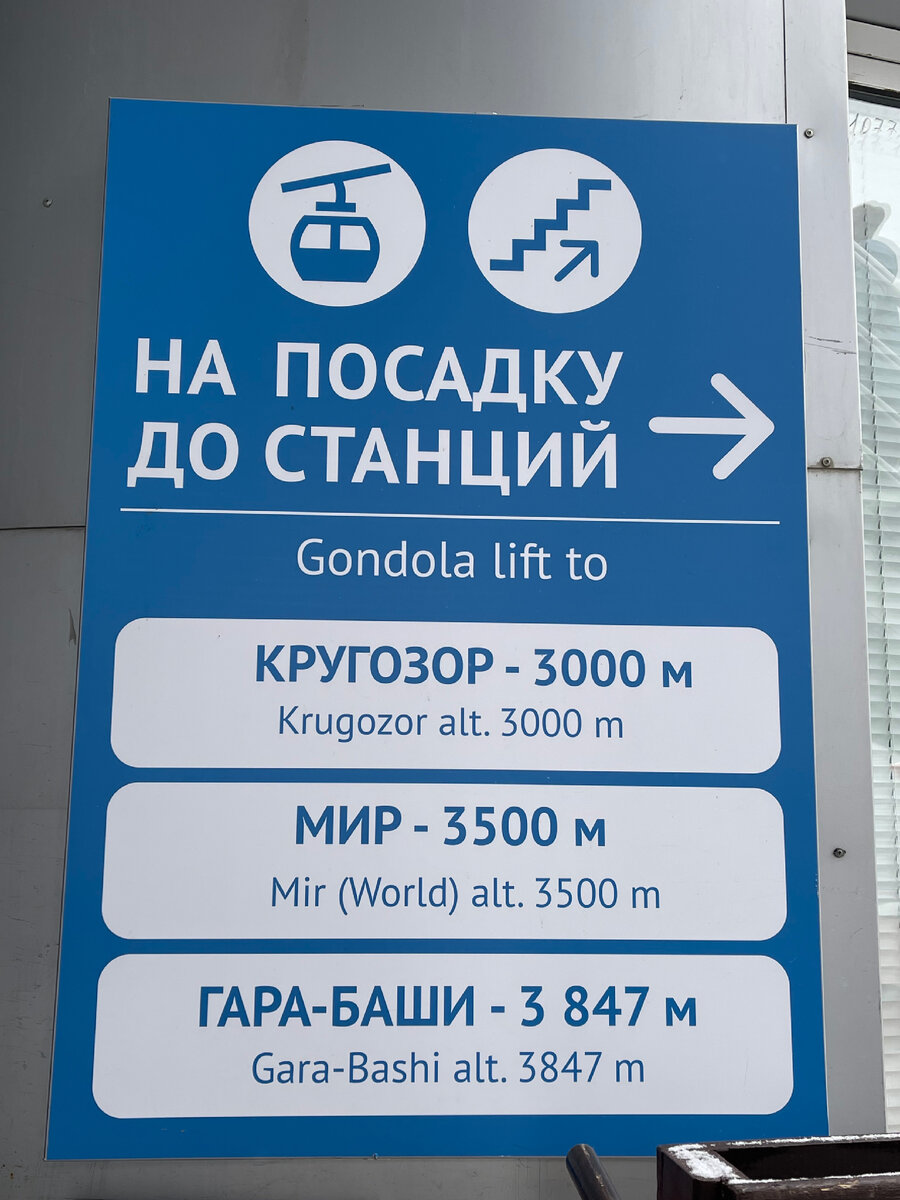 НА ПОСАДКУ
ДО СТАНЦИЙ
Gondola lift to
КРУГОЗОР - 3000 м
Krugozor alt. 3000 m
МИР - 3500 м
Mir (World) alt. 3500 m
ГАРА-БАШИ - 3 847 м
Gara-Bashi alt. 3847 m